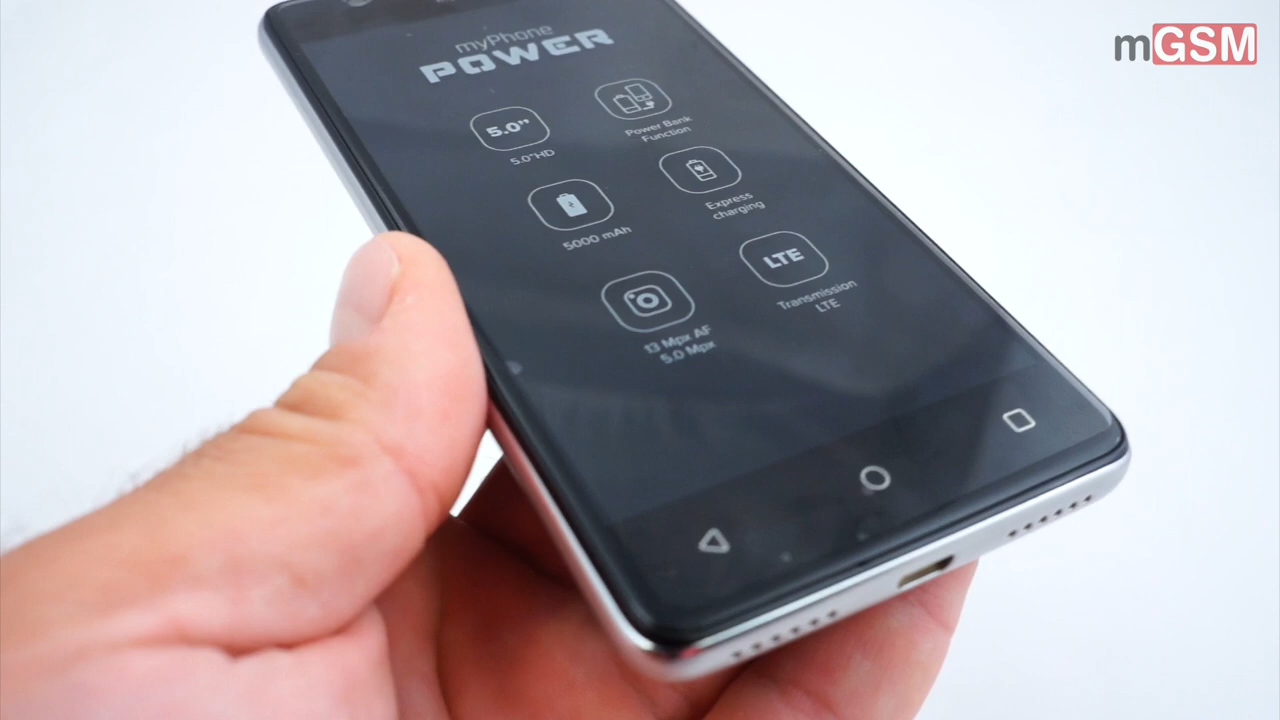 mGSM
myPhone
POWER
5.0”
5.0”HD
Power Bank
Function
5000 mAh
Express
charging
LTE
Transmission
LTE
13 Mpx AF
5.0 Mpx